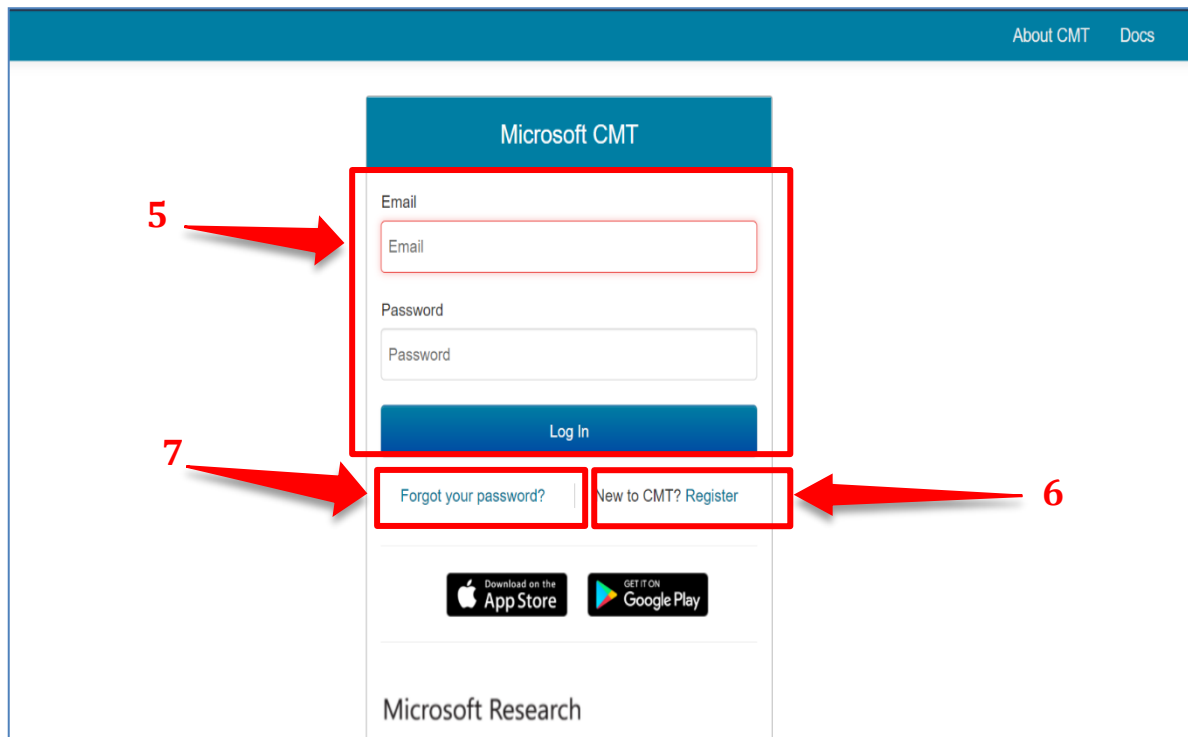 About CMT Docs
Microsoft CMT
Email
5
Email
Password
Password
Log In
7
Forgot your password? New to CMT? Register
6
Download on the
App Store
GET IT ON
Google Play
Microsoft Research